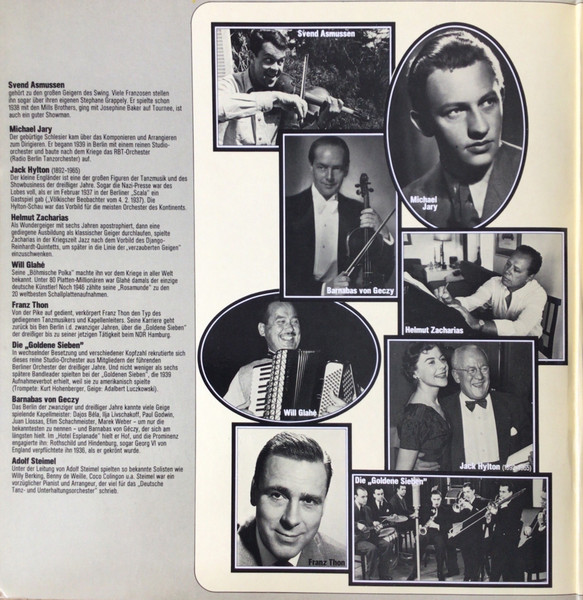 Svend Asmussen
gehört zu den großen Geigern des Swing. Viele Franzosen stellen
ihn sogar über ihren eigenen Stephane Grappely. Er spielte schon
1938 mit den Mills Brothers, ging mit Josephine Baker auf Tournee, ist
auch ein guter Showman.
Michael Jary
Der gebürtige Schlesier kam über das Komponieren und Arrangieren
zum Dirigieren. Er begann 1939 in Berlin mit einem reinen Studio-
orchester und baute nach dem Kriege das RBT-Orchester
(Radio Berlin Tanzorchester) auf.
Jack Hylton (1892-1965)
Der kleine Engländer ist eine der großen Figuren der Tanzmusik und des
Showbusiness der dreißiger Jahre. Sogar die Nazi-Presse war des
Lobes voll, als er im Februar 1937 in der Berliner „Scala" ein
Gastspiel gab („Völkischer Beobachter vom 4. 2. 1937). Die
Hylton-Schau war das Vorbild für die meisten Orchester des Kontinents.
Helmut Zacharias
Als Wundergeiger mit sechs Jahren apostrophiert, dann eine
gediegene Ausbildung als klassischer Geiger durchlaufen, spielte
Zacharias in der Kriegszeit Jazz nach dem Vorbild des Django-
Reinhardt-Quintetts, um später in die Linie der „verzauberten Geigen"
einzuschwenken.
Will Glahé
Seine „Böhmische Polka" machte ihn vor dem Kriege in aller Welt
bekannt. Unter 80 Platten-Millionären war Glahé damals der einzige
deutsche Künstler! Noch 1946 zählte seine „Rosamunde" zu den
20 weltbesten Schallplattenaufnahmen.
Franz Thon
Von der Pike auf gedient, verkörpert Franz Thon den Typ des
gediegenen Tanzmusikers und Kapellenleiters. Seine Karriere geht
zurück bis Berlin i.d. zwanziger Jahren, über die „Goldene Sieben"
der dreißiger bis zu seiner jetzigen Tätigkeit beim NDR Hamburg.
Die „Goldene Sieben"
In wechselnder Besetzung und verschiedener Kopfzahl rekrutierte sich
dieses reine Studio-Orchester aus Mitgliedern der führenden
Berliner Orchester der dreißiger Jahre. Und nicht weniger als sechs
spätere Bandleader spielten bei der „Goldenen Sieben", die 1939
Aufnahmeverbot erhielt, weil sie zu amerikanisch spielte
(Trompete: Kurt Hohenberger, Geige: Adalbert Luczkowski).
Barnabas von Geczy
Das Berlin der zwanziger und dreißiger Jahre kannte viele Geige
spielende Kapellmeister: Dajos Béla, Ilja Livschakoff, Paul Godwin,
Juan Llossas, Efim Schachmeister, Marek Weber – um nur die
bekanntesten zu nennen – und Barnabas von Géczy, der sich am
längsten hielt. Im „Hotel Esplanade" hielt er Hof, und die Prominenz
engagierte ihn: Rothschild und Hindenburg, sogar Georg VI von
England verpflichtete ihn 1936, als er gekrönt wurde.
Adolf Steimel
Unter der Leitung von Adolf Steimel spielten so bekannte Solisten wie
Willy Berking, Benny de Weille, Coco Collngon u.a. Steimel war ein
vorzüglicher Pianist und Arrangeur, der viel für das „Deutsche
Tanz- und Unterhaltungsorchester" schrieb.
Svend Asmussen
Michael
Jary
Barnabas von Geczy
Helmut Zacharias
Will Glahé
Jack Hylton (1892-1965)
Franz Thon
Die „Goldene Sieben"